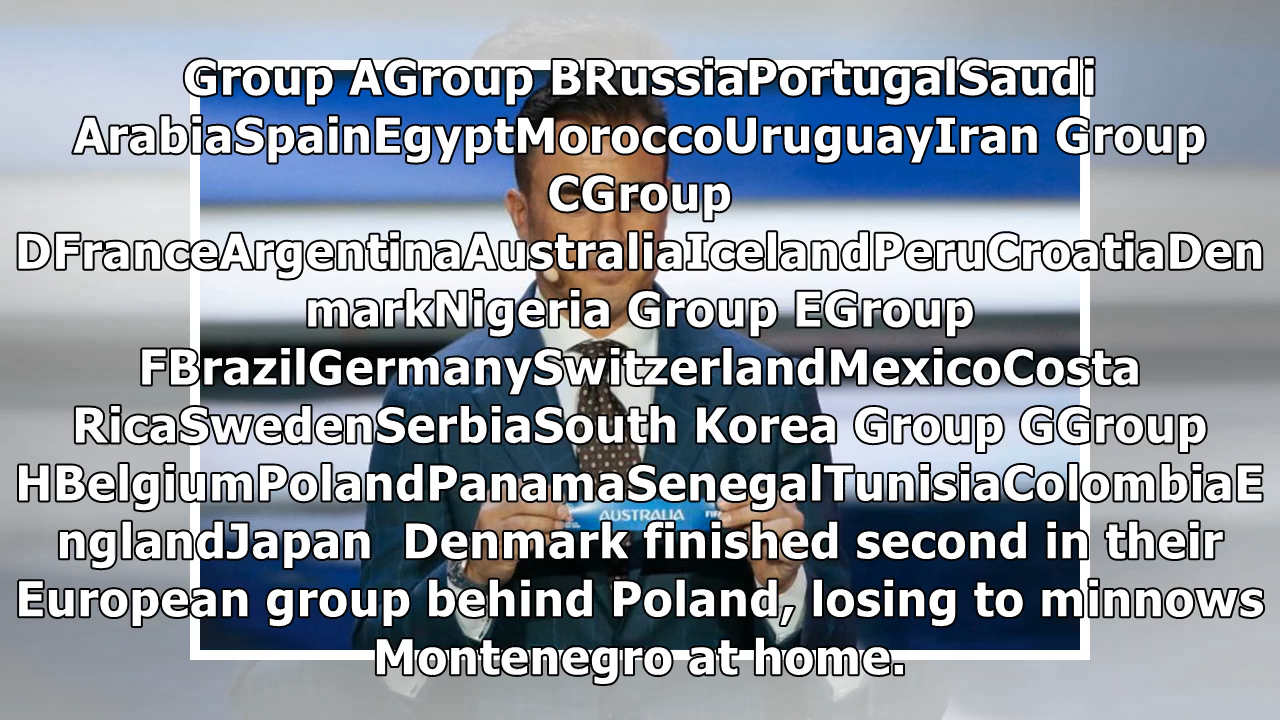 Group AGroup BRussiaPortugalSaudi
ArabiaSpainEgyptMoroccoUruguayIran Group
CGroup
DFranceArgentinaAustraliaIcelandPeruCroatiaDen
markNigeria Group EGroup
FBrazilGermanySwitzerlandMexicoCosta
RicaSwedenSerbiaSouth Korea Group GGroup
HBelgiumPolandPanamaSenegalTunisiaColombiaE
AUSTRALIA
nglandJapan  Denmark finished second in their
European group behind Poland, losing to minnows
Montenegro at home.